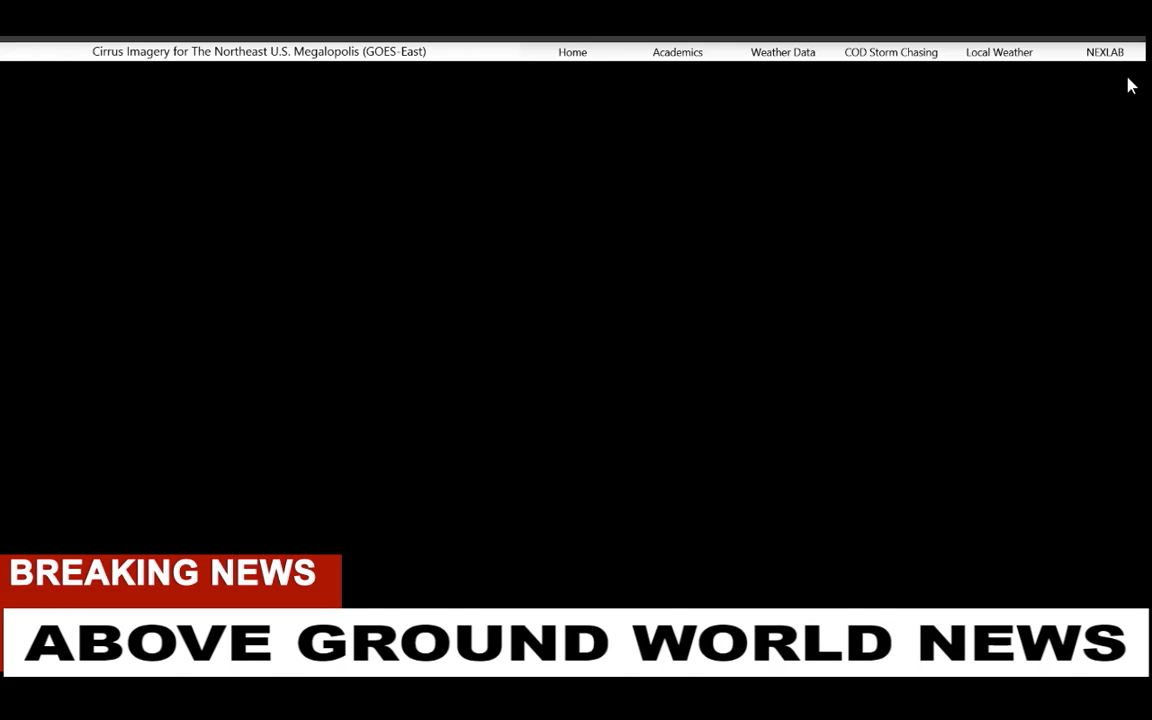 Cirrus Imagery for The Northeast U.S. Megalopolis (GOES-East) Home Academics Weather Data COD Storm Chasing Local Weather NEXLAB
BREAKING NEWS
ABOVE GROUND WORLD NEWS